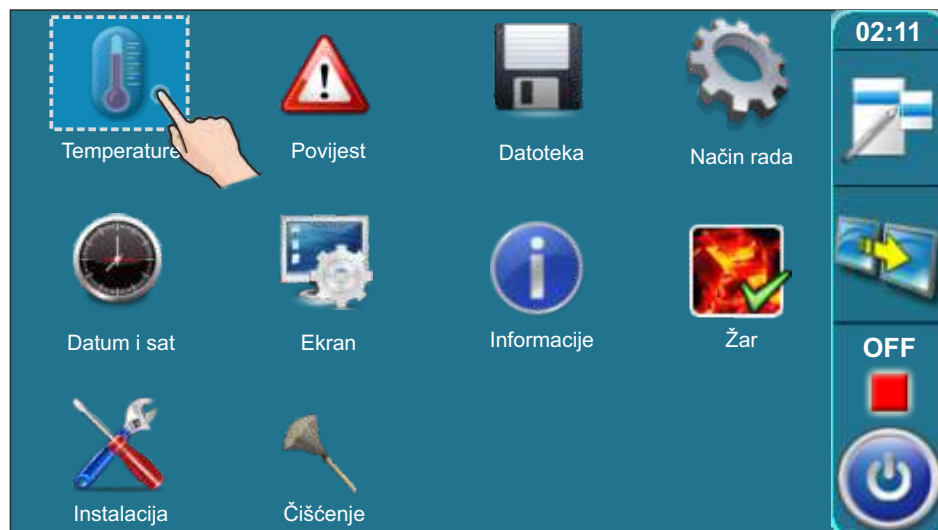 02:11
Temperature
Povijest
Datoteka
Način rada
Datum i sat
Ekran
Informacije
Žar
OFF
Instalacija
Čišćenje